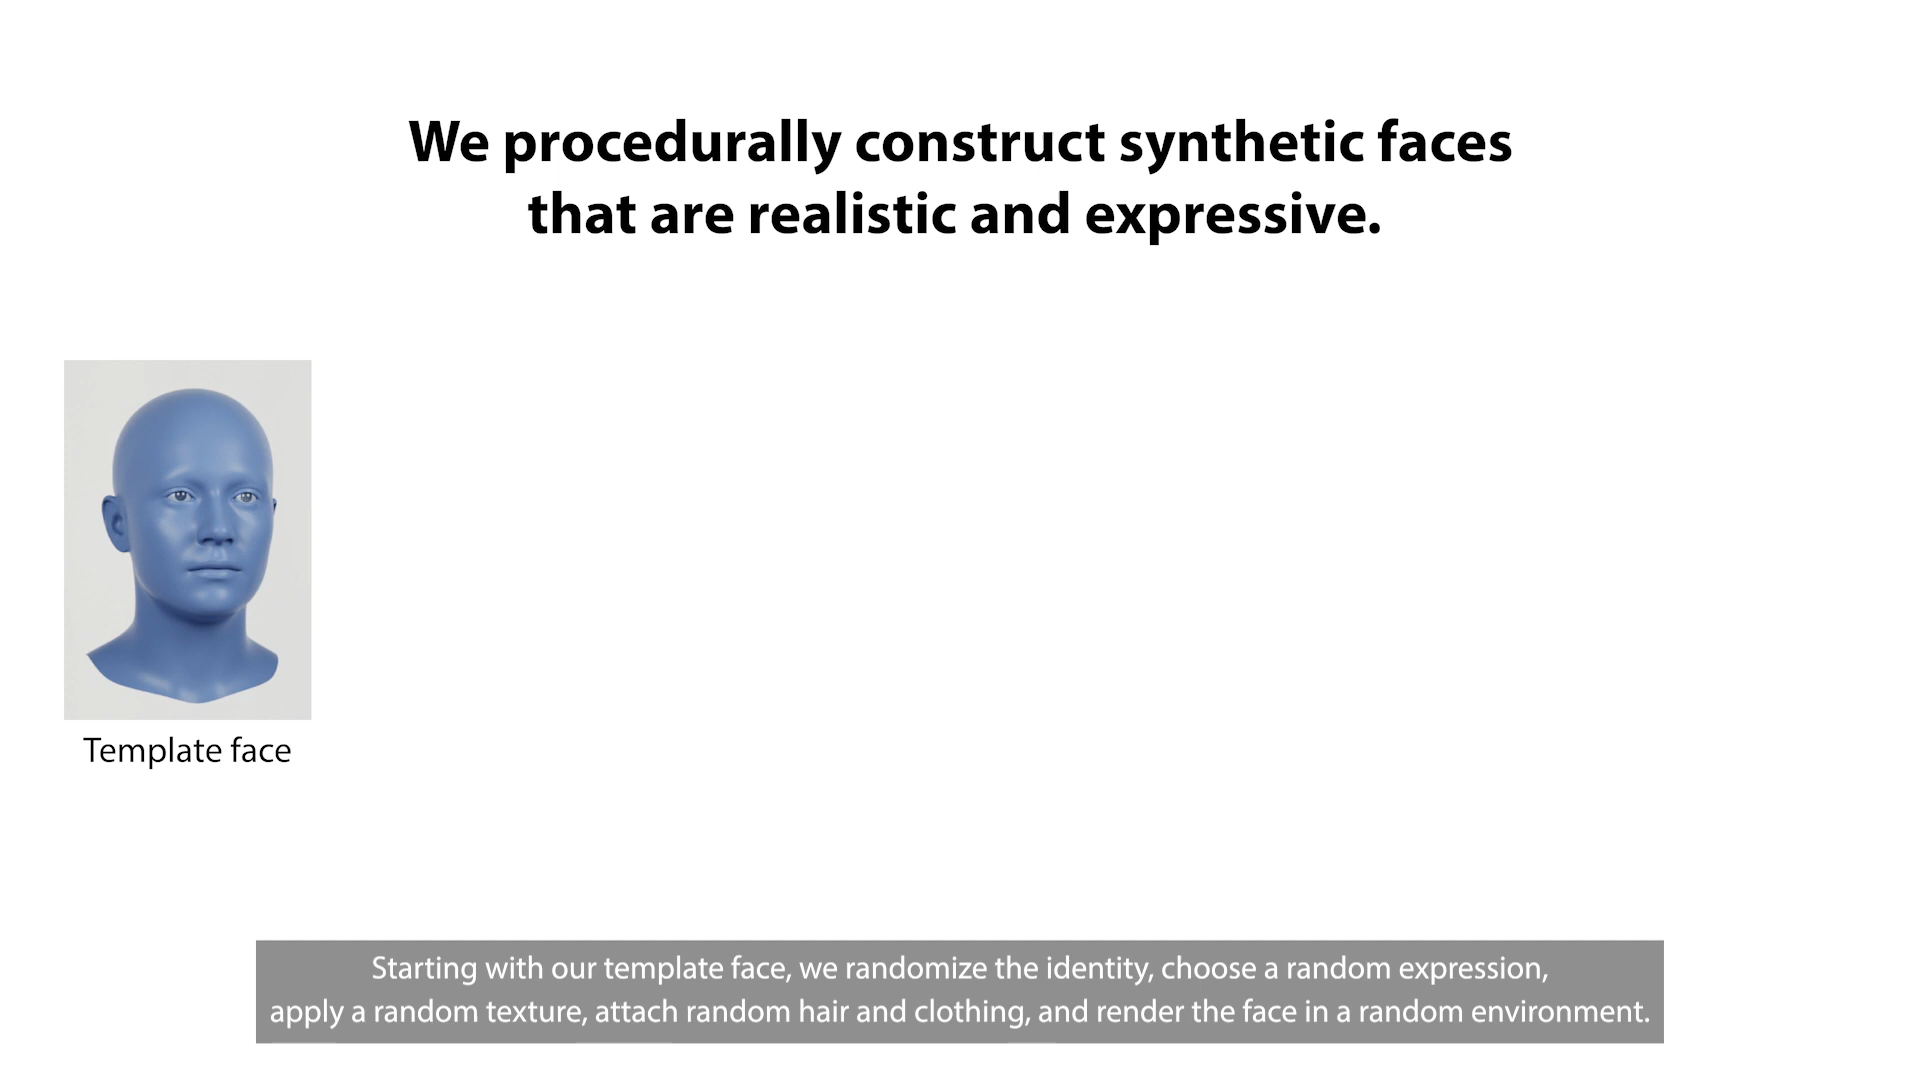 We procedurally construct synthetic faces
that are realistic and expressive.
Template face
Starting with our template face, we randomize the identity, choose a random expression,
apply a random texture, attach random hair and clothing, and render the face in a random environment.